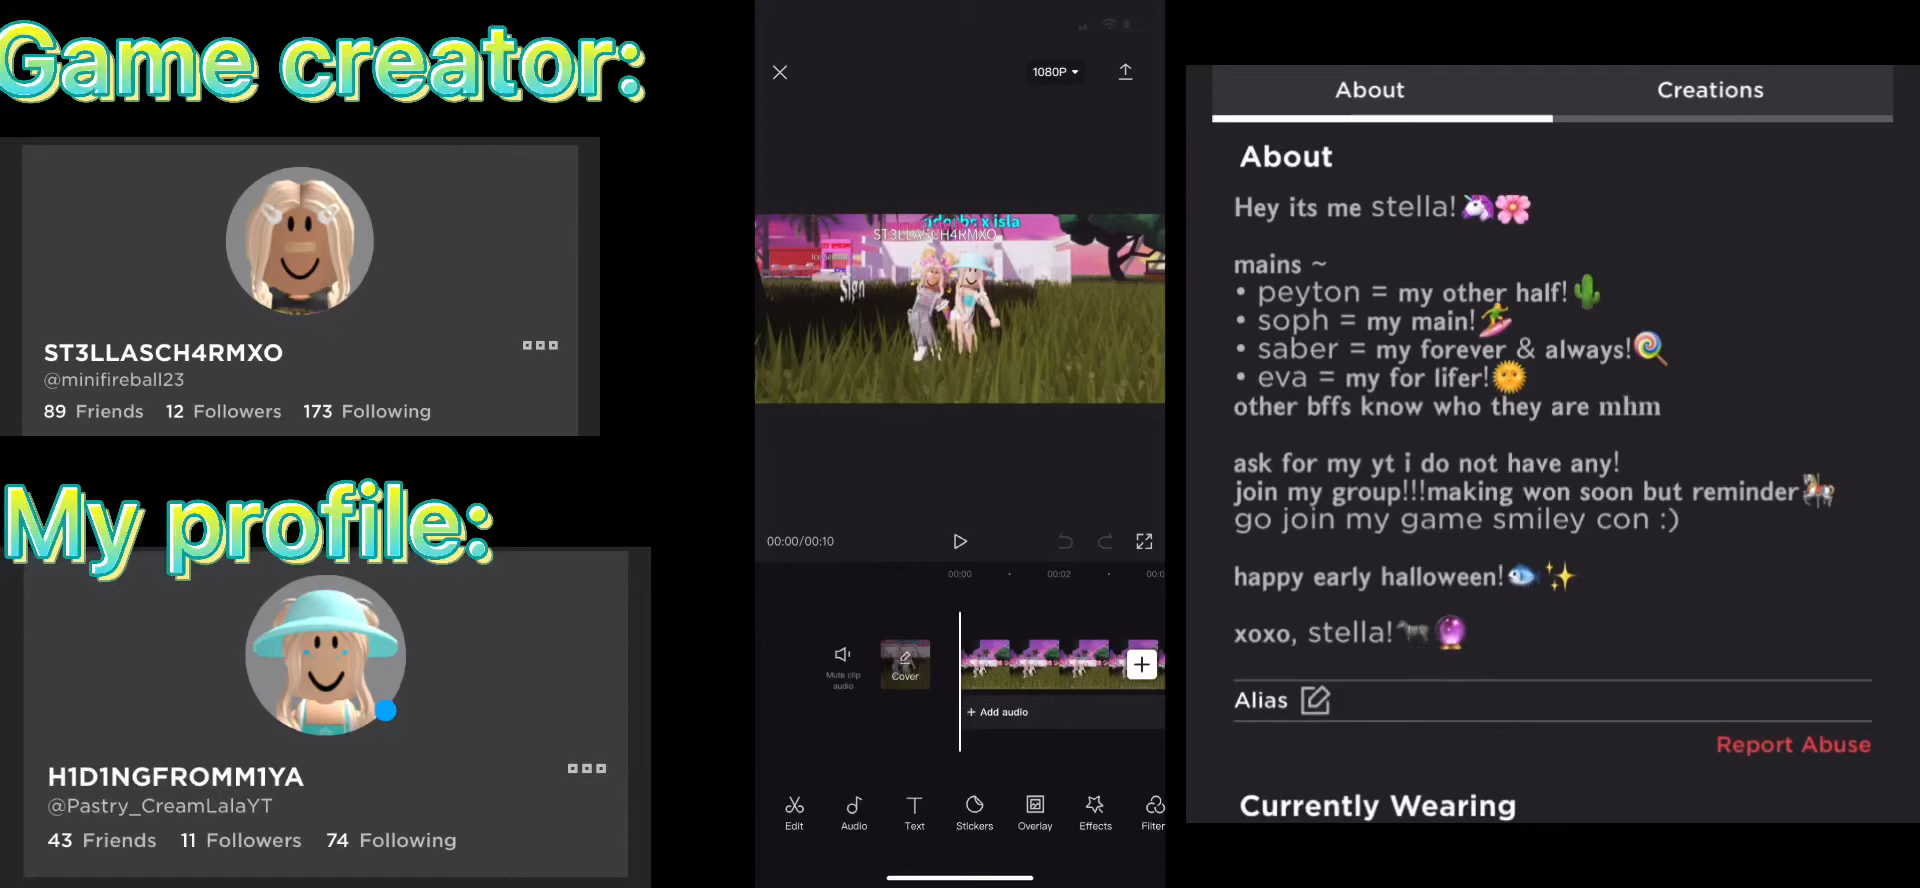 Game creator:
ST3LLASCH4RMXO
@minifireball23
89 Friends 12 Followers 173 Following
My profile:
H1D1NGFROMM1YA
@Pastry_CreamLalaYT
43 Friends 11 Followers 74 Following
1080P
x isla
ST3LLASCH4RMXO
Sign
00:00/00:10
00:00
00:02
Mute clip
audio
Cover
+ Add audio
Edit
Audio
Text
Stickers
Overlay
Effects
Filter
About
Creations
About
Hey its me stella!🦄🌸
mains ~
• peyton = my other half!🌵
• soph = my main!🏄
• saber = my forever & always!🍭
• eva = my for lifer!🌞
other bffs know who they are mhm
ask for my yt i do not have any!
join my group!!!making won soon but reminder🎠
go join my game smiley con :)
happy early halloween!🐟✨
xoxo, stella!🐎🔮
Alias
Report Abuse
Currently Wearing